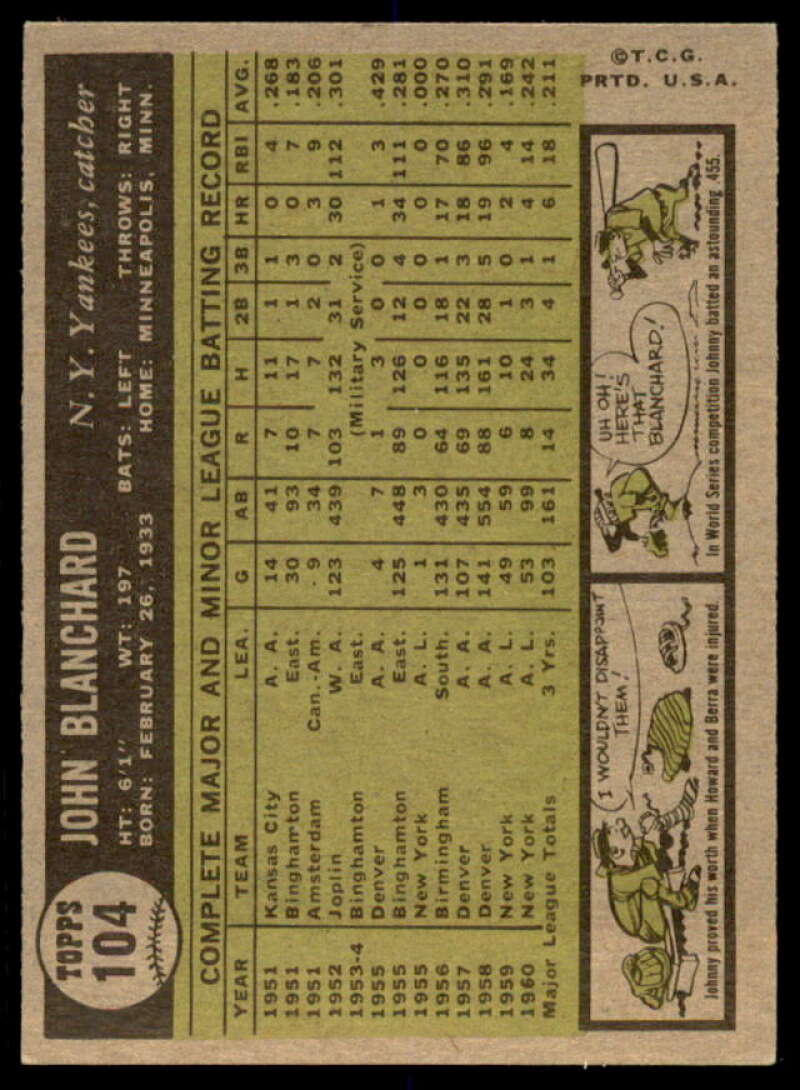 TOPPS
104
JOHN BLANCHARD N.Y. Yankees, catcher
HT: 6'1" WT: 197 BATS: LEFT THROWS: RIGHT
BORN: FEBRUARY 26, 1933 HOME: MINNEAPOLIS, MINN.
COMPLETE MAJOR AND MINOR LEAGUE BATTING RECORD
YEAR TEAM LEA. G AB R H 2B 3B HR RBI AVG.
1951 Kansas City A. A. 14 41 7 11 1 1 0 4 .268
1951 Binghamton East. 30 93 10 17 1 3 0 7 .183
1951 Amsterdam Can.-Am. 9 34 7 7 2 0 3 9 .206
1952 Joplin W. A. 123 439 103 132 31 2 30 112 .301
1953-4 Binghamton East. (Military Service)
1955 Denver A. A. 4 7 1 3 0 0 1 3 .429
1955 Binghamton East. 125 448 89 126 12 4 34 111 .281
1955 New York A. L. 1 3 0 0 0 0 0 0 .000
1956 Birmingham South. 131 430 64 116 18 1 17 70 .270
1957 Denver A. A. 107 435 69 135 22 3 18 86 .310
1958 Denver A. A. 141 554 88 161 28 5 19 96 .291
1959 New York A. L. 49 59 6 10 1 0 2 4 .169
1960 New York A. L. 53 99 8 24 3 1 4 14 .242
Major League Totals 3 Yrs. 103 161 14 34 4 1 6 18 .211
I WOULDN'T DISAPPOINT
THEM!
Johnny proved his worth when Howard and Berra were injured.
UH OH!
HERE'S
THAT
BLANCHARD!
In World Series competition Johnny batted an astounding .455.
©T.C.G.
PRTD. U.S.A.